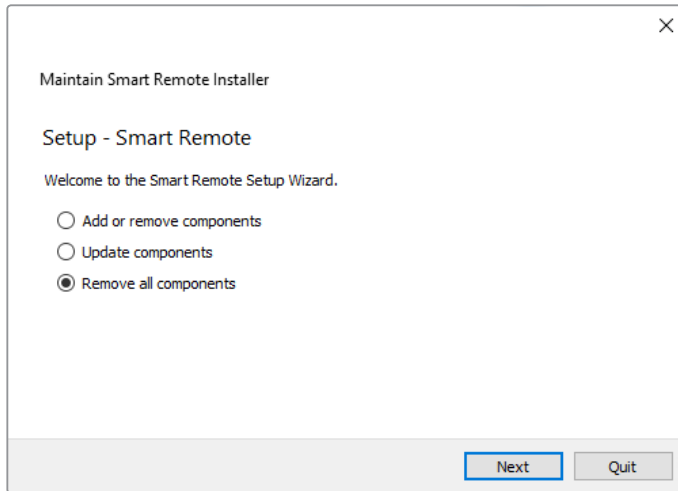 Maintain Smart Remote Installer
Setup - Smart Remote
Welcome to the Smart Remote Setup Wizard.
Add or remove components
Update components
Remove all components
Next Quit